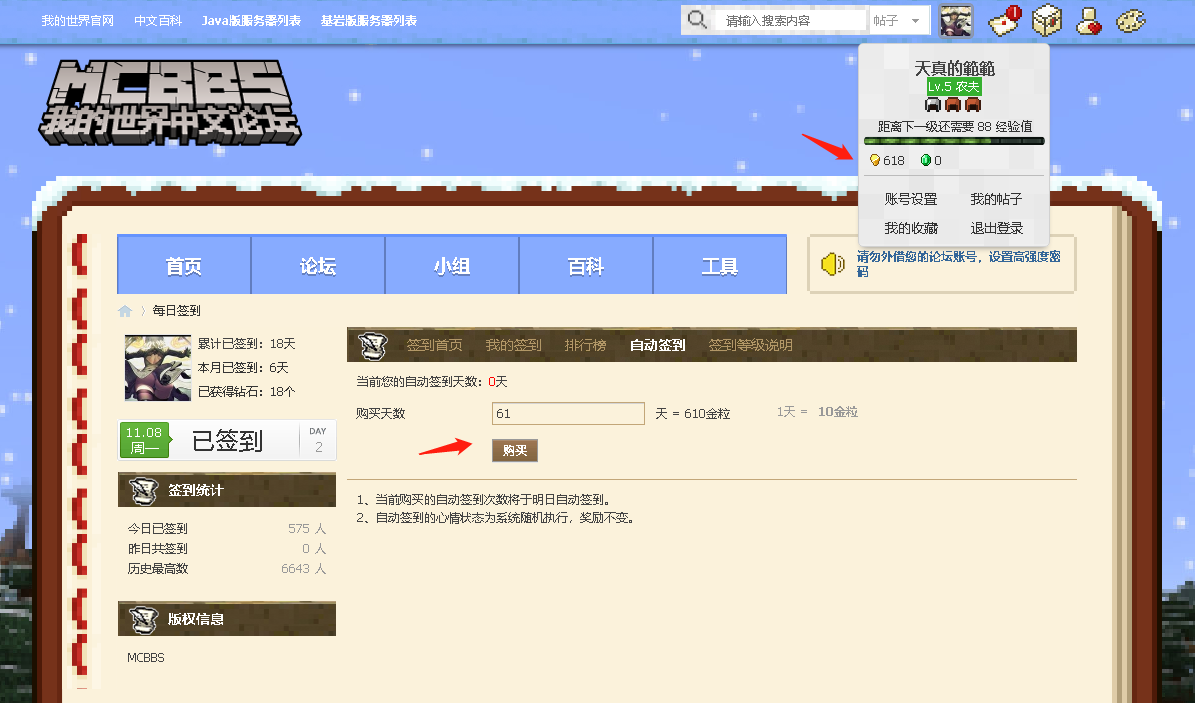 我的世界官网 中文百科 Java版服务器列表 基岩版服务器列表
请输入搜索内容 帖子
MCBBS
我的世界中文论坛
天真的範範
Lv.5 农夫
距离下一级还需要 88 经验值
618 0
账号设置 我的帖子
我的收藏 退出登录
首页 论坛 小组 百科 工具
请勿外借您的论坛账号，设置高强度密
码
每日签到
累计已签到：18天
本月已签到：6天
已获得钻石：18个
11.08
周一
已签到
DAY
2
签到统计
今日已签到 575 人
昨日共签到 0 人
历史最高数 6643 人
版权信息
MCBBS
签到首页 我的签到 排行榜 自动签到 签到等级说明
当前您的自动签到天数：0天
购买天数 61 天 = 610金粒 1天 = 10金粒
购买
1、当前购买的自动签到次数将于明日自动签到。
2、自动签到的心情状态为系统随机执行，奖励不变。